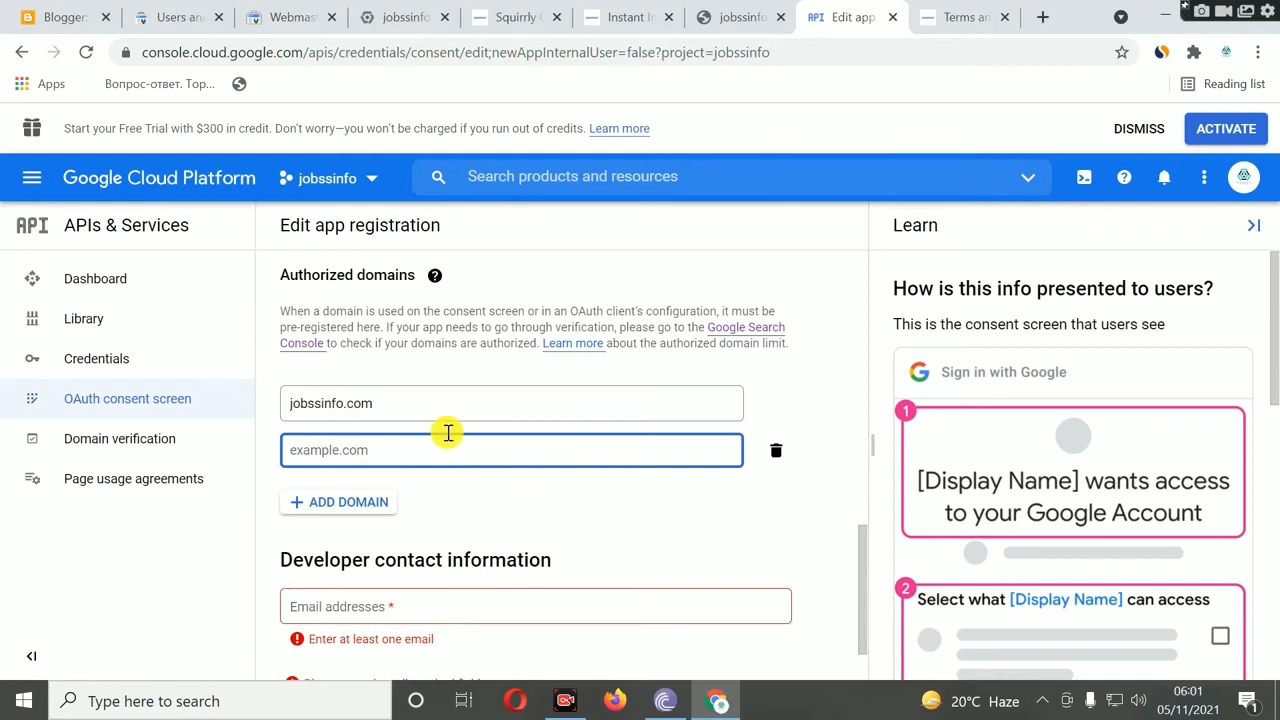 Blogger:
Users an
Webmast
jobssinfo
Squirrly
Instant I
jobssinfo
API Edit app
Terms an
console.cloud.google.com/apis/credentials/consent/edit;newAppInternalUser=false?project=jobssinfo
Apps
Вопрос-ответ. Тор...
Reading list
Start your Free Trial with $300 in credit. Don't worry—you won't be charged if you run out of credits. Learn more
DISMISS
ACTIVATE
Google Cloud Platform
jobssinfo
Search products and resources
API APIs & Services
Edit app registration
Learn
Dashboard
Library
Credentials
OAuth consent screen
Domain verification
Page usage agreements
Authorized domains
When a domain is used on the consent screen or in an OAuth client's configuration, it must be
pre-registered here. If your app needs to go through verification, please go to the Google Search
Console to check if your domains are authorized. Learn more about the authorized domain limit.
jobssinfo.com
example.com
+ ADD DOMAIN
Developer contact information
Email addresses *
Enter at least one email
How is this info presented to users?
This is the consent screen that users see
G Sign in with Google
1
[Display Name] wants access
to your Google Account
2
Select what [Display Name] can access
Type here to search
20°C Haze
06:01
05/11/2021
1